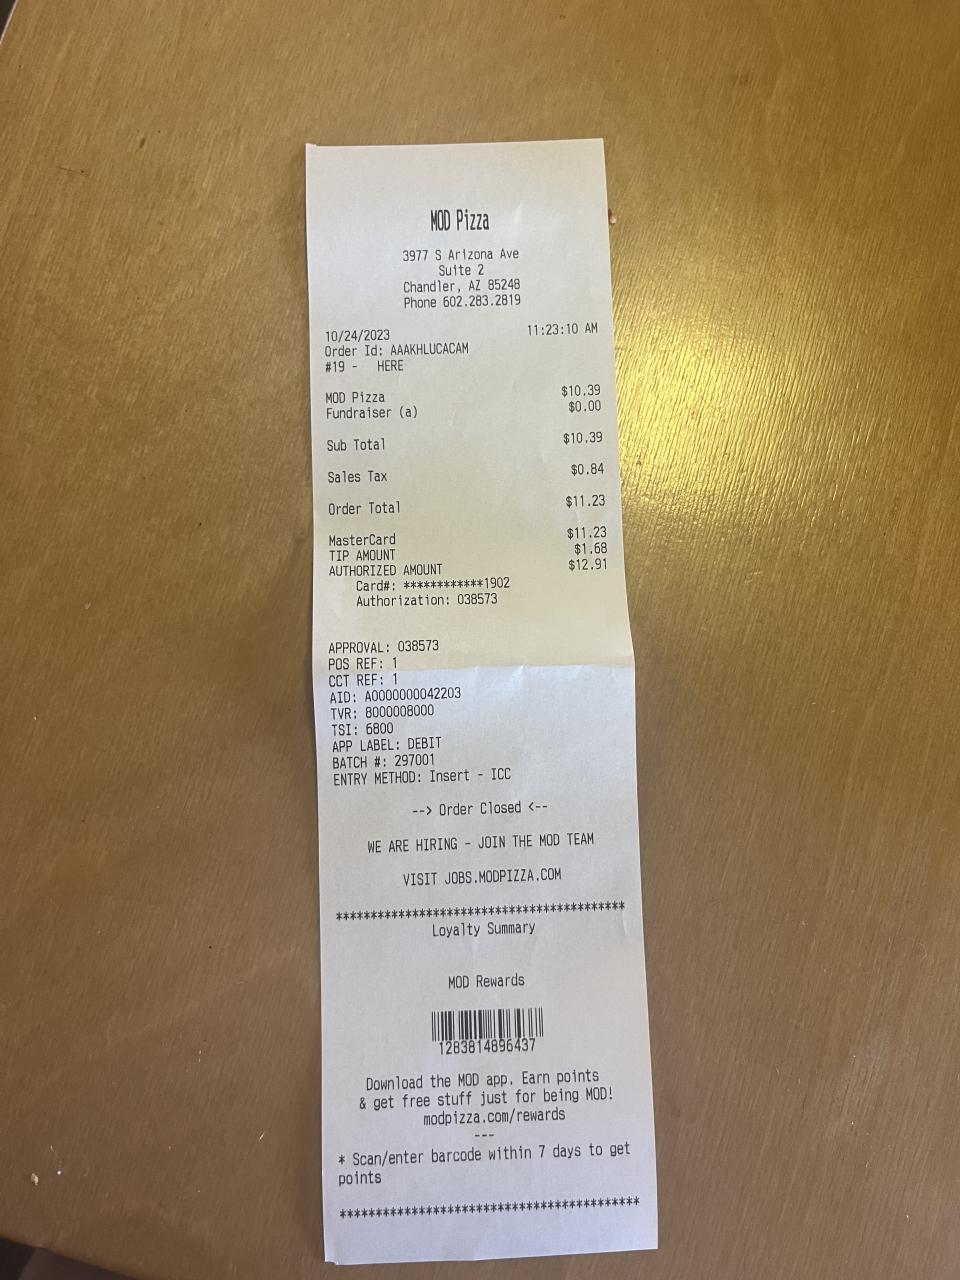 MOD Pizza
3977 S Arizona Ave
Suite 2
Chandler, AZ 85248
Phone 602.283.2819
10/24/2023 11:23:10 AM
Order Id: AAAKHLUCACAM
#19 - HERE
MOD Pizza $10.39
Fundraiser (a) $0.00
Sub Total $10.39
Sales Tax $0.84
Order Total $11.23
MasterCard $11.23
TIP AMOUNT $1.68
AUTHORIZED AMOUNT $12.91
Card#: ************1902
Authorization: 038573
APPROVAL: 038573
POS REF: 1
CCT REF: 1
AID: A0000000042203
TVR: 8000008000
TSI: 6800
APP LABEL: DEBIT
BATCH #: 297001
ENTRY METHOD: Insert - ICC
--> Order Closed <--
WE ARE HIRING - JOIN THE MOD TEAM
VISIT JOBS.MODPIZZA.COM
******************************************
Loyalty Summary
MOD Rewards
1283814896437
Download the MOD app. Earn points
& get free stuff just for being MOD!
modpizza.com/rewards
---
* Scan/enter barcode within 7 days to get
points
******************************************